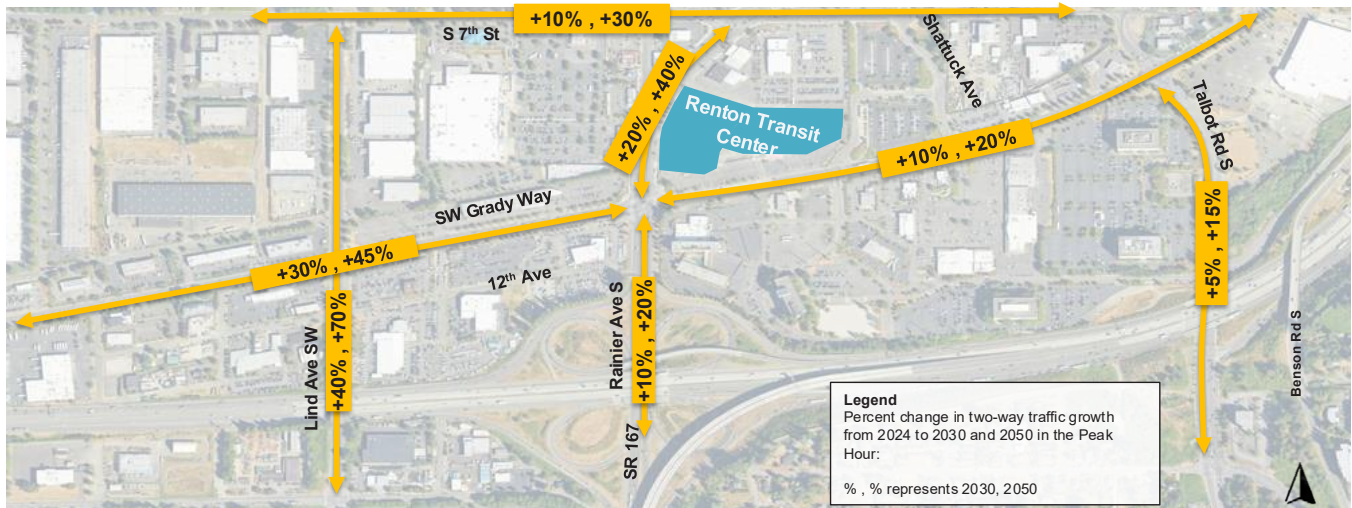 +10% , +30%
S 7th St
Shattuck Ave
+20% , +40%
Renton Transit
Center
Talbot Rd S
+10% , +20%
SW Grady Way
+5% , +15%
+30% , +45%
12th Ave
Rainier Ave S
+10% , +20%
Lind Ave SW
+40% , +70%
Benson Rd S
SR 167
Legend
Percent change in two-way traffic growth
from 2024 to 2030 and 2050 in the Peak
Hour:
% , % represents 2030, 2050